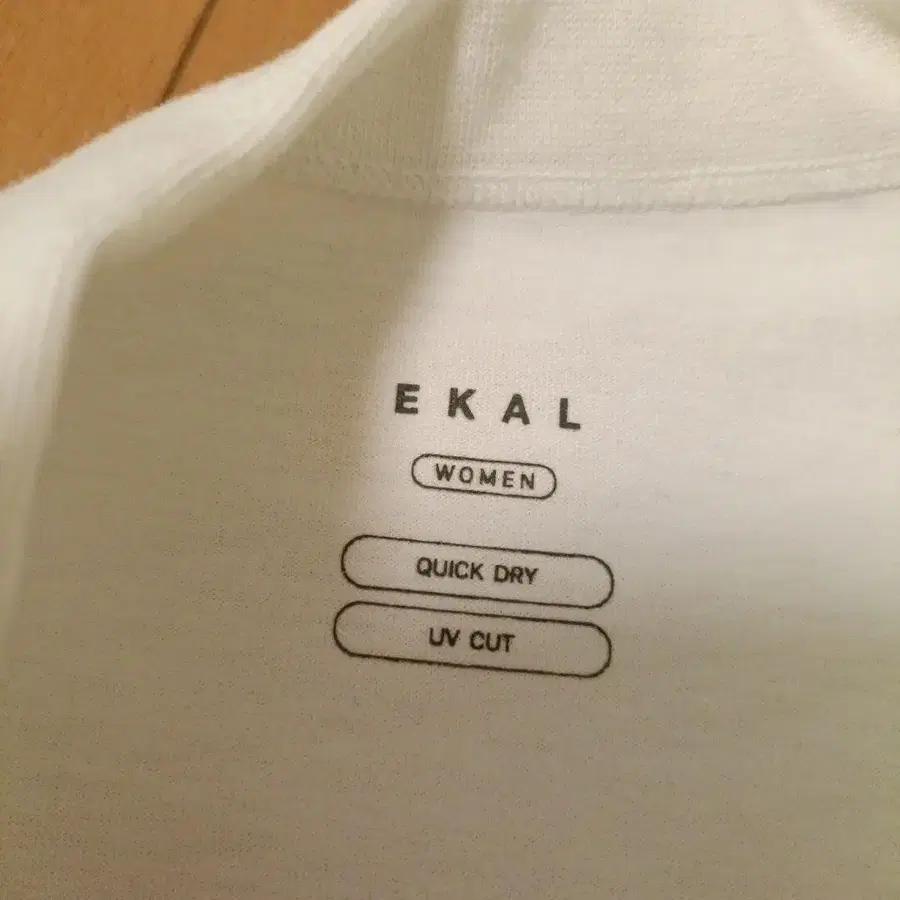 EKAL
WOMEN
QUICK DRY
UV CUT